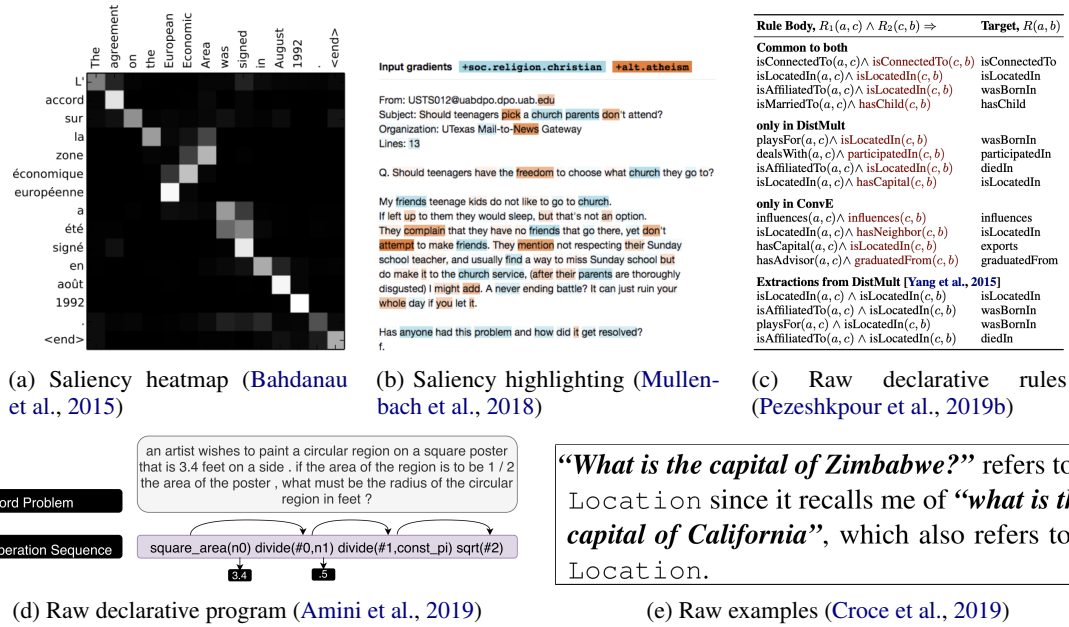 The
agreement
on
the
European
Economic
Area
was
signed
in
August
1992
.
<end>
L'
accord
sur
la
zone
économique
européenne
a
été
signé
en
août
1992
.
<end>
(a) Saliency heatmap (Bahdanau
et al., 2015)
Input gradients +soc.religion.christian +alt.atheism
From: USTS012@uabdpo.dpo.uab.edu
Subject: Should teenagers pick a church parents don't attend?
Organization: UTexas Mail-to-News Gateway
Lines: 13
Q. Should teenagers have the freedom to choose what church they go to?
My friends teenage kids do not like to go to church.
If left up to them they would sleep, but that's not an option.
They complain that they have no friends that go there, yet don't
attempt to make friends. They mention not respecting their Sunday
school teacher, and usually find a way to miss Sunday school but
do make it to the church service, (after their parents are thoroughly
disgusted) I might add. A never ending battle? It can just ruin your
whole day if you let it.
Has anyone had this problem and how did it get resolved?
f.
(b) Saliency highlighting (Mullen-
bach et al., 2018)
Rule Body, R₁(a, c) ∧ R₂(c, b) ⇒ Target, R(a, b)
Common to both
isConnectedTo(a, c)∧ isConnectedTo(c, b) isConnectedTo
isLocatedIn(a, c)∧ isLocatedIn(c, b) isLocatedIn
isAffiliatedTo(a, c)∧ isLocatedIn(c, b) wasBornIn
isMarriedTo(a, c)∧ hasChild(c, b) hasChild
only in DistMult
playsFor(a, c)∧ isLocatedIn(c, b) wasBornIn
dealsWith(a, c)∧ participatedIn(c, b) participatedIn
isAffiliatedTo(a, c)∧ isLocatedIn(c, b) diedIn
isLocatedIn(a, c)∧ hasCapital(c, b) isLocatedIn
only in ConvE
influences(a, c)∧ influences(c, b) influences
isLocatedIn(a, c)∧ hasNeighbor(c, b) isLocatedIn
hasCapital(a, c)∧ isLocatedIn(c, b) exports
hasAdvisor(a, c)∧ graduatedFrom(c, b) graduatedFrom
Extractions from DistMult [Yang et al., 2015]
isLocatedIn(a, c) ∧ isLocatedIn(c, b) isLocatedIn
isAffiliatedTo(a, c) ∧ isLocatedIn(c, b) wasBornIn
playsFor(a, c) ∧ isLocatedIn(c, b) wasBornIn
isAffiliatedTo(a, c) ∧ isLocatedIn(c, b) diedIn
(c) Raw declarative rules
(Pezeshkpour et al., 2019b)
ord Problem
an artist wishes to paint a circular region on a square poster
that is 3.4 feet on a side . if the area of the region is to be 1 / 2
the area of the poster , what must be the radius of the circular
region in feet ?
peration Sequence
square_area(n0) divide(#0,n1) divide(#1,const_pi) sqrt(#2)
3.4 .5
(d) Raw declarative program (Amini et al., 2019)
“What is the capital of Zimbabwe?” refers to
Location since it recalls me of “what is th
capital of California”, which also refers to
Location.
(e) Raw examples (Croce et al., 2019)